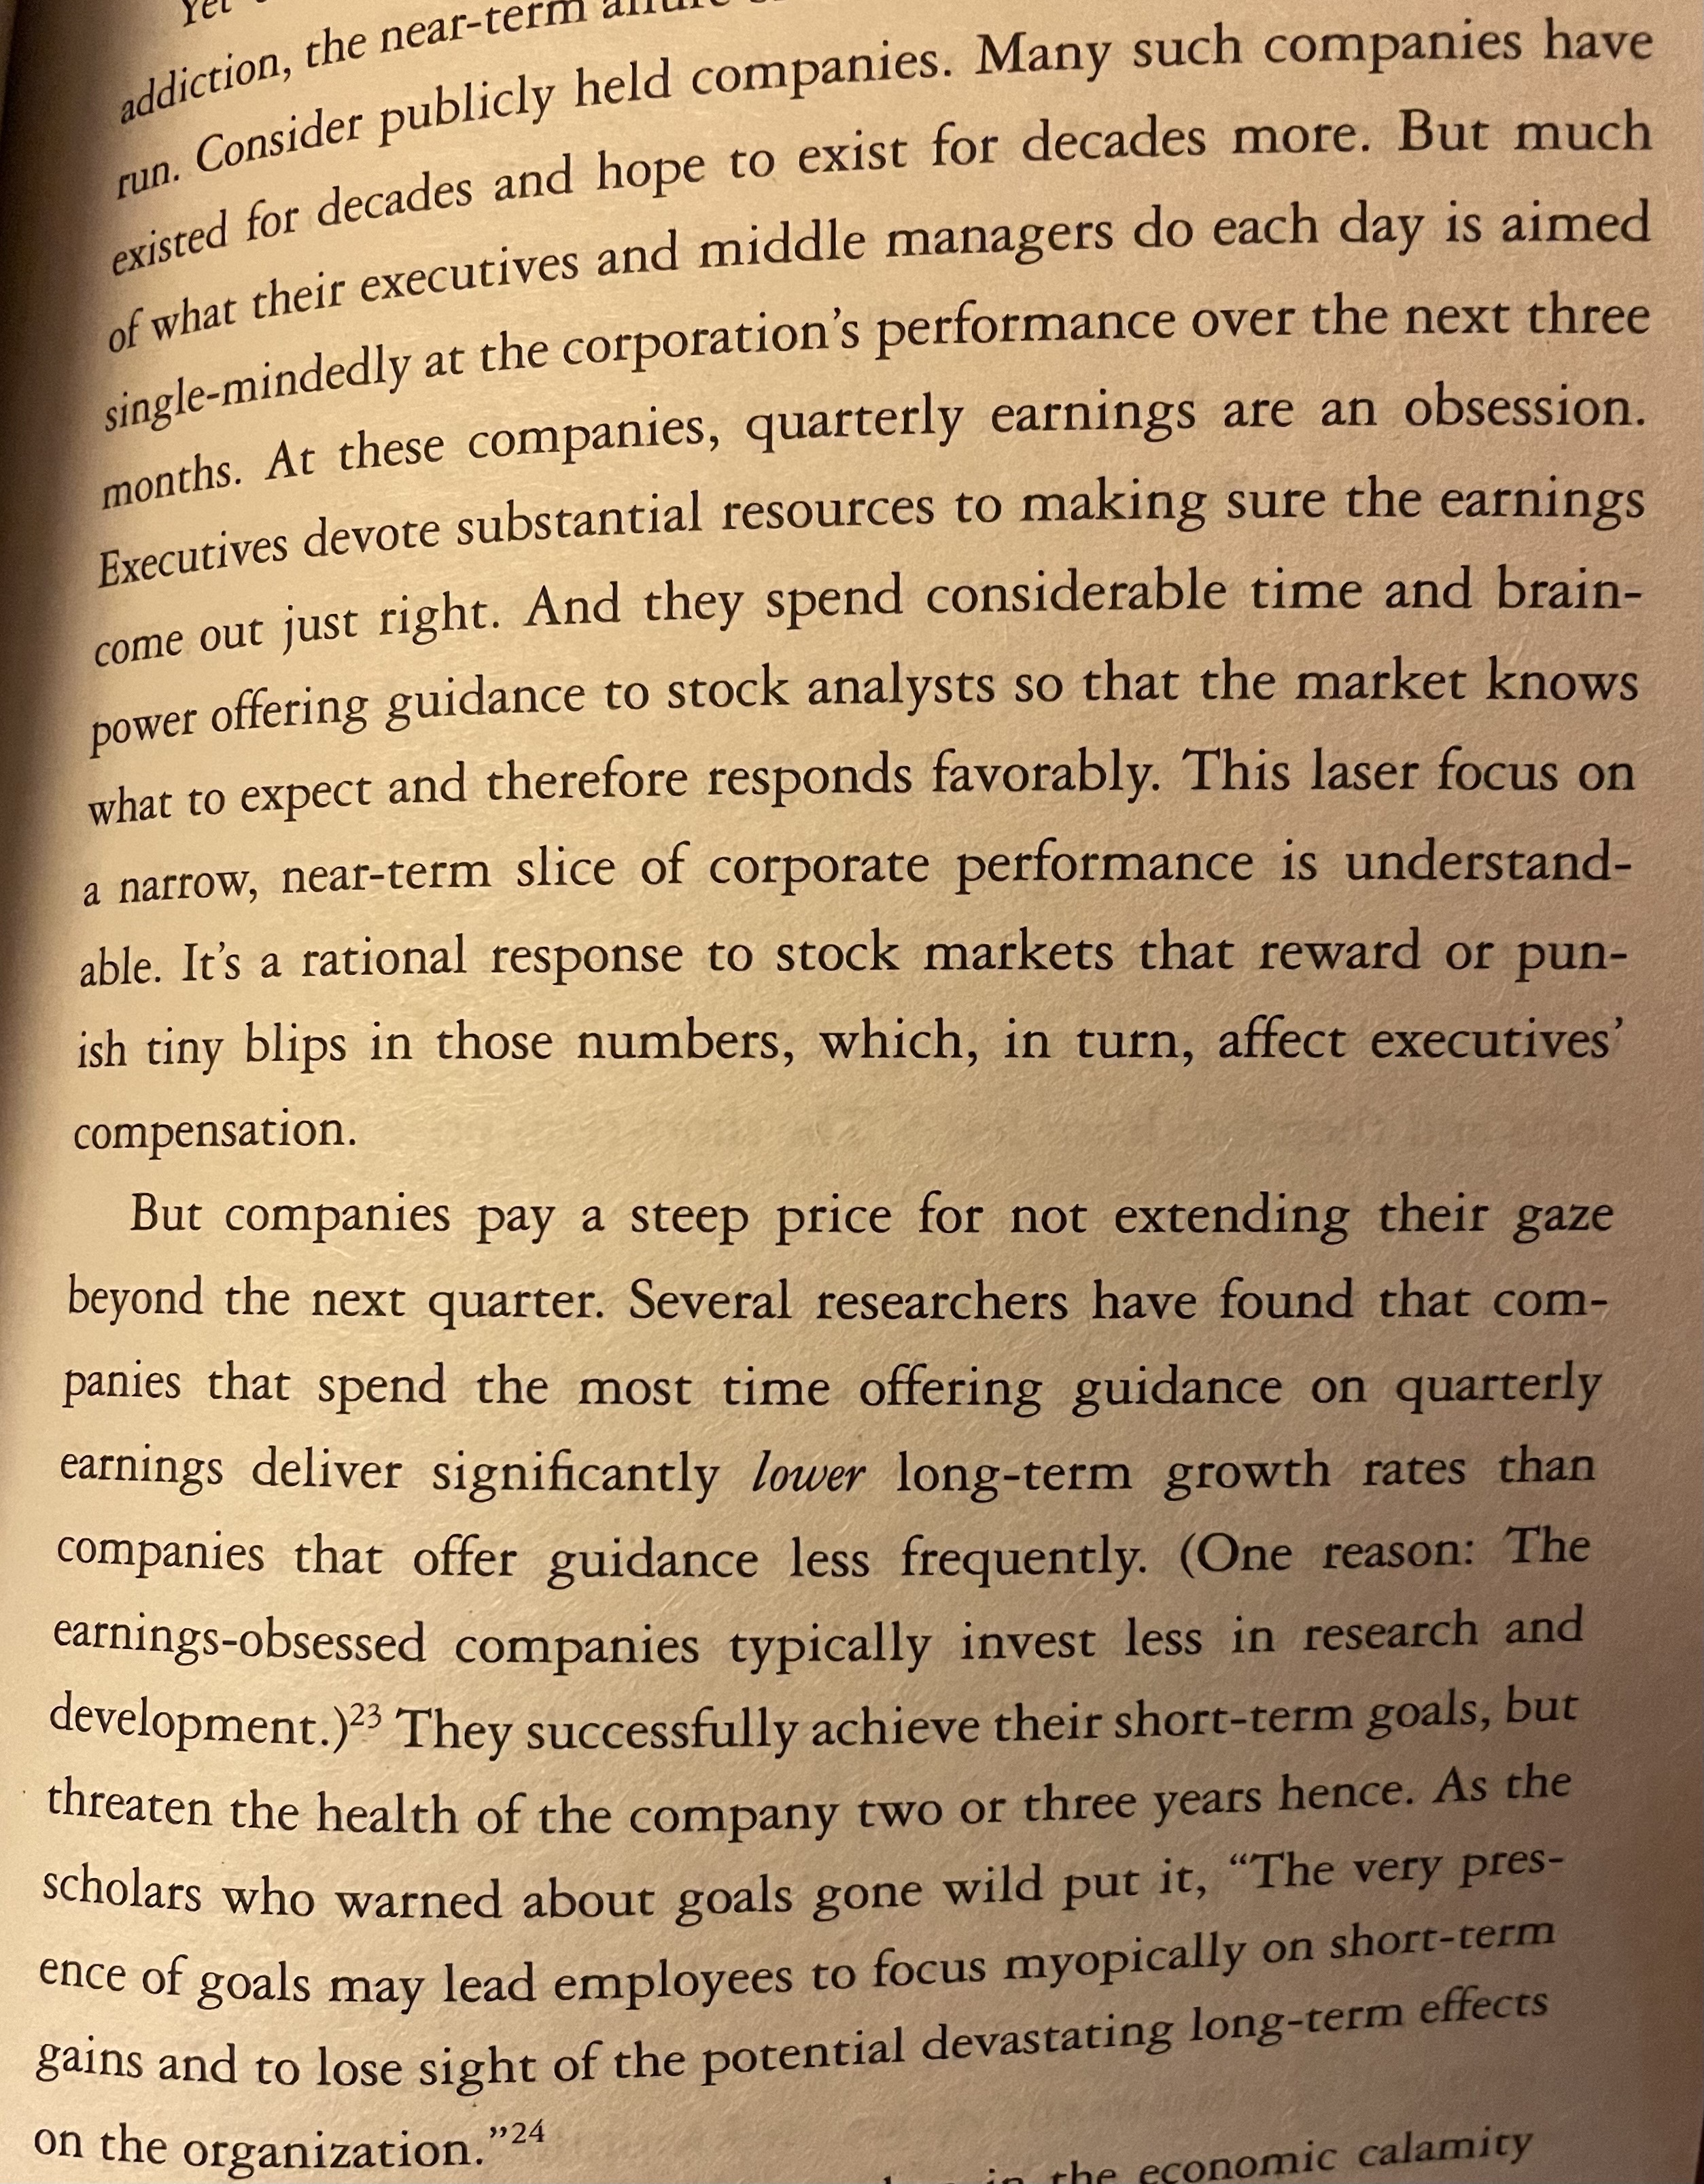 Yet
addiction, the near-term allure
run. Consider publicly held companies. Many such companies have
existed for decades and hope to exist for decades more. But much
of what their executives and middle managers do each day is aimed
single-mindedly at the corporation’s performance over the next three
months. At these companies, quarterly earnings are an obsession.
Executives devote substantial resources to making sure the earnings
come out just right. And they spend considerable time and brain-
power offering guidance to stock analysts so that the market knows
what to expect and therefore responds favorably. This laser focus on
a narrow, near-term slice of corporate performance is understand-
able. It’s a rational response to stock markets that reward or pun-
ish tiny blips in those numbers, which, in turn, affect executives’
compensation.
But companies pay a steep price for not extending their gaze
beyond the next quarter. Several researchers have found that com-
panies that spend the most time offering guidance on quarterly
earnings deliver significantly lower long-term growth rates than
companies that offer guidance less frequently. (One reason: The
earnings-obsessed companies typically invest less in research and
development.)23 They successfully achieve their short-term goals, but
threaten the health of the company two or three years hence. As the
scholars who warned about goals gone wild put it, “The very pres-
ence of goals may lead employees to focus myopically on short-term
gains and to lose sight of the potential devastating long-term effects
on the organization.”24
in the economic calamity